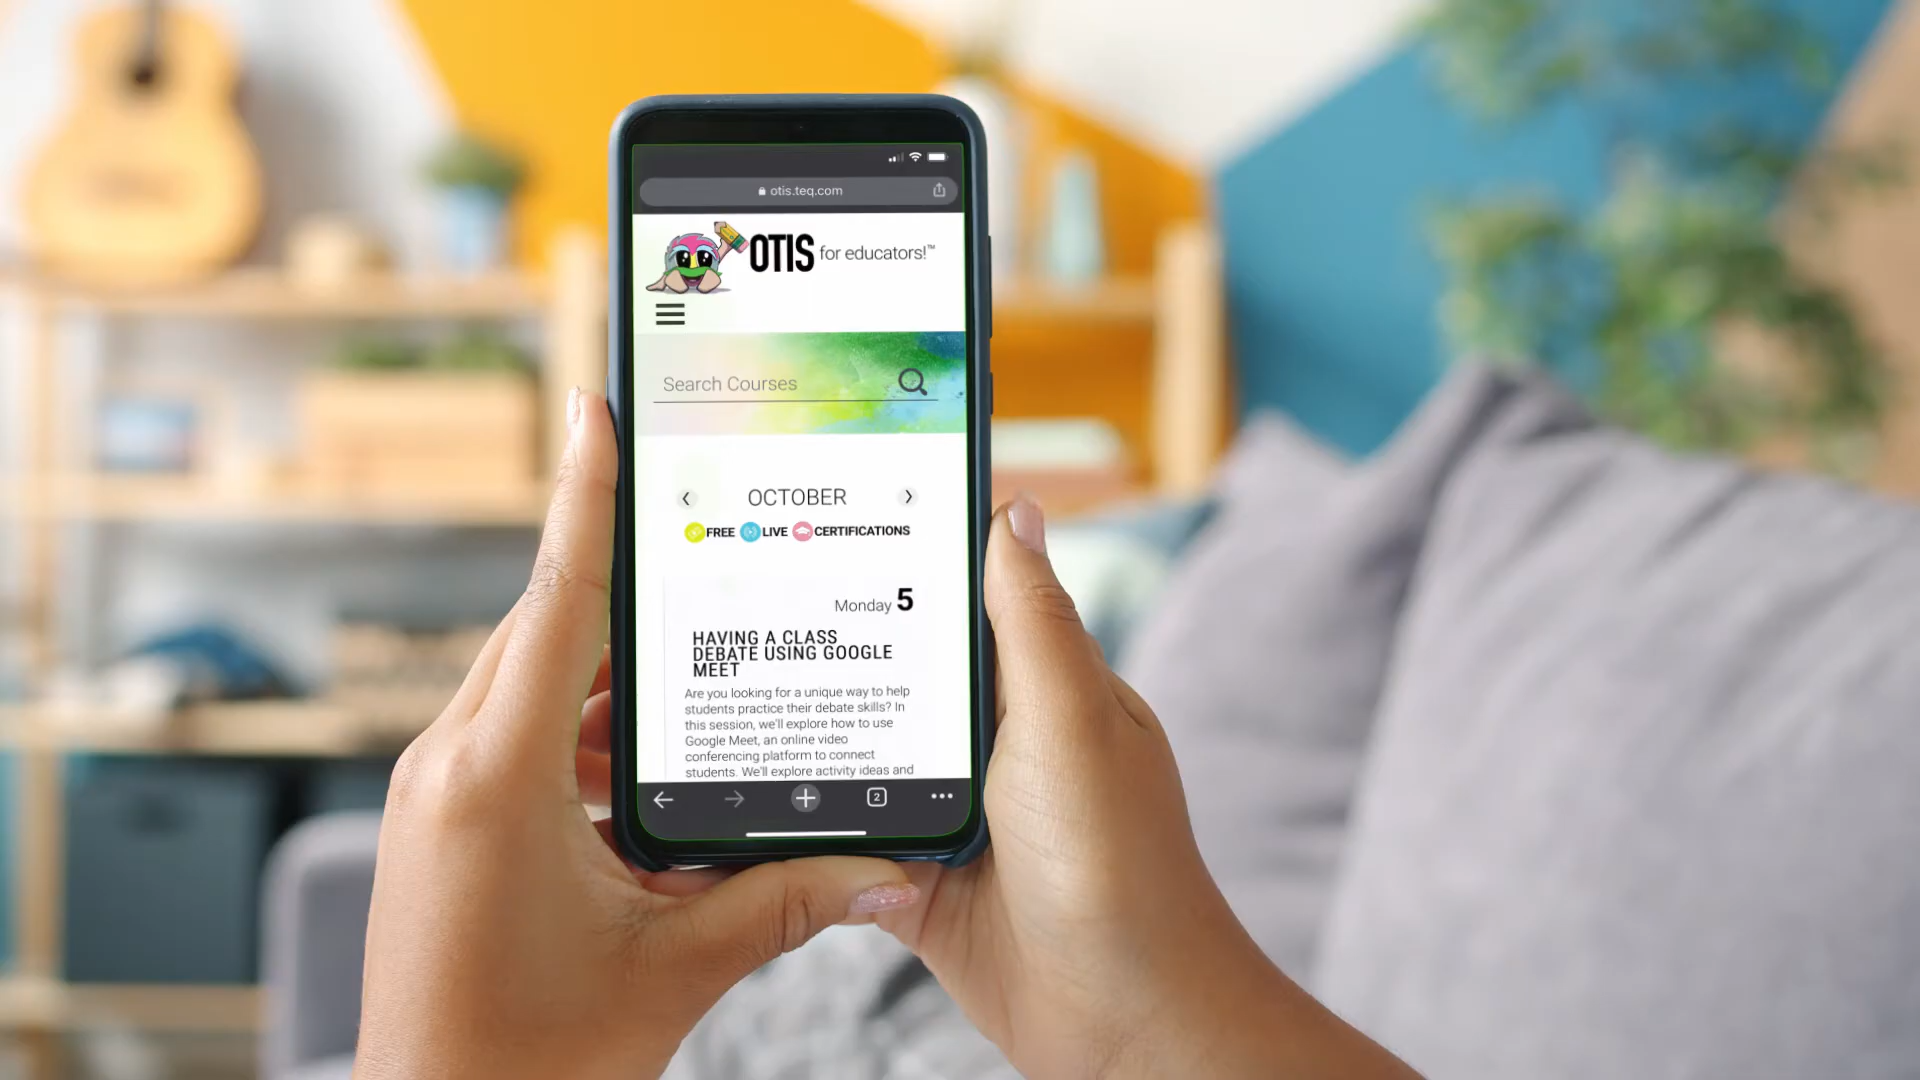 otis.teq.com
OTIS for educators!™
Search Courses
OCTOBER
FREE LIVE CERTIFICATIONS
Monday 5
HAVING A CLASS
DEBATE USING GOOGLE
MEET
Are you looking for a unique way to help
students practice their debate skills? In
this session, we'll explore how to use
Google Meet, an online video
conferencing platform to connect
students. We'll explore activity ideas and
2